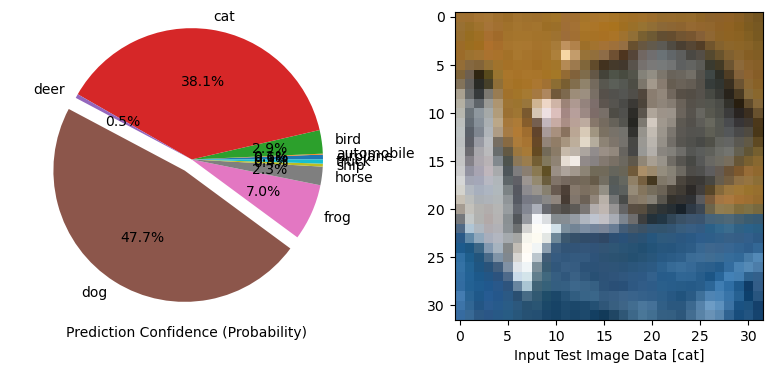 cat
38.1%
deer
0.5%
bird
2.9%
automobile
airplane
truck
ship
2.3%
horse
7.0%
frog
47.7%
dog
Prediction Confidence (Probability)
0
5
10
15
20
25
30
0 5 10 15 20 25 30
Input Test Image Data [cat]